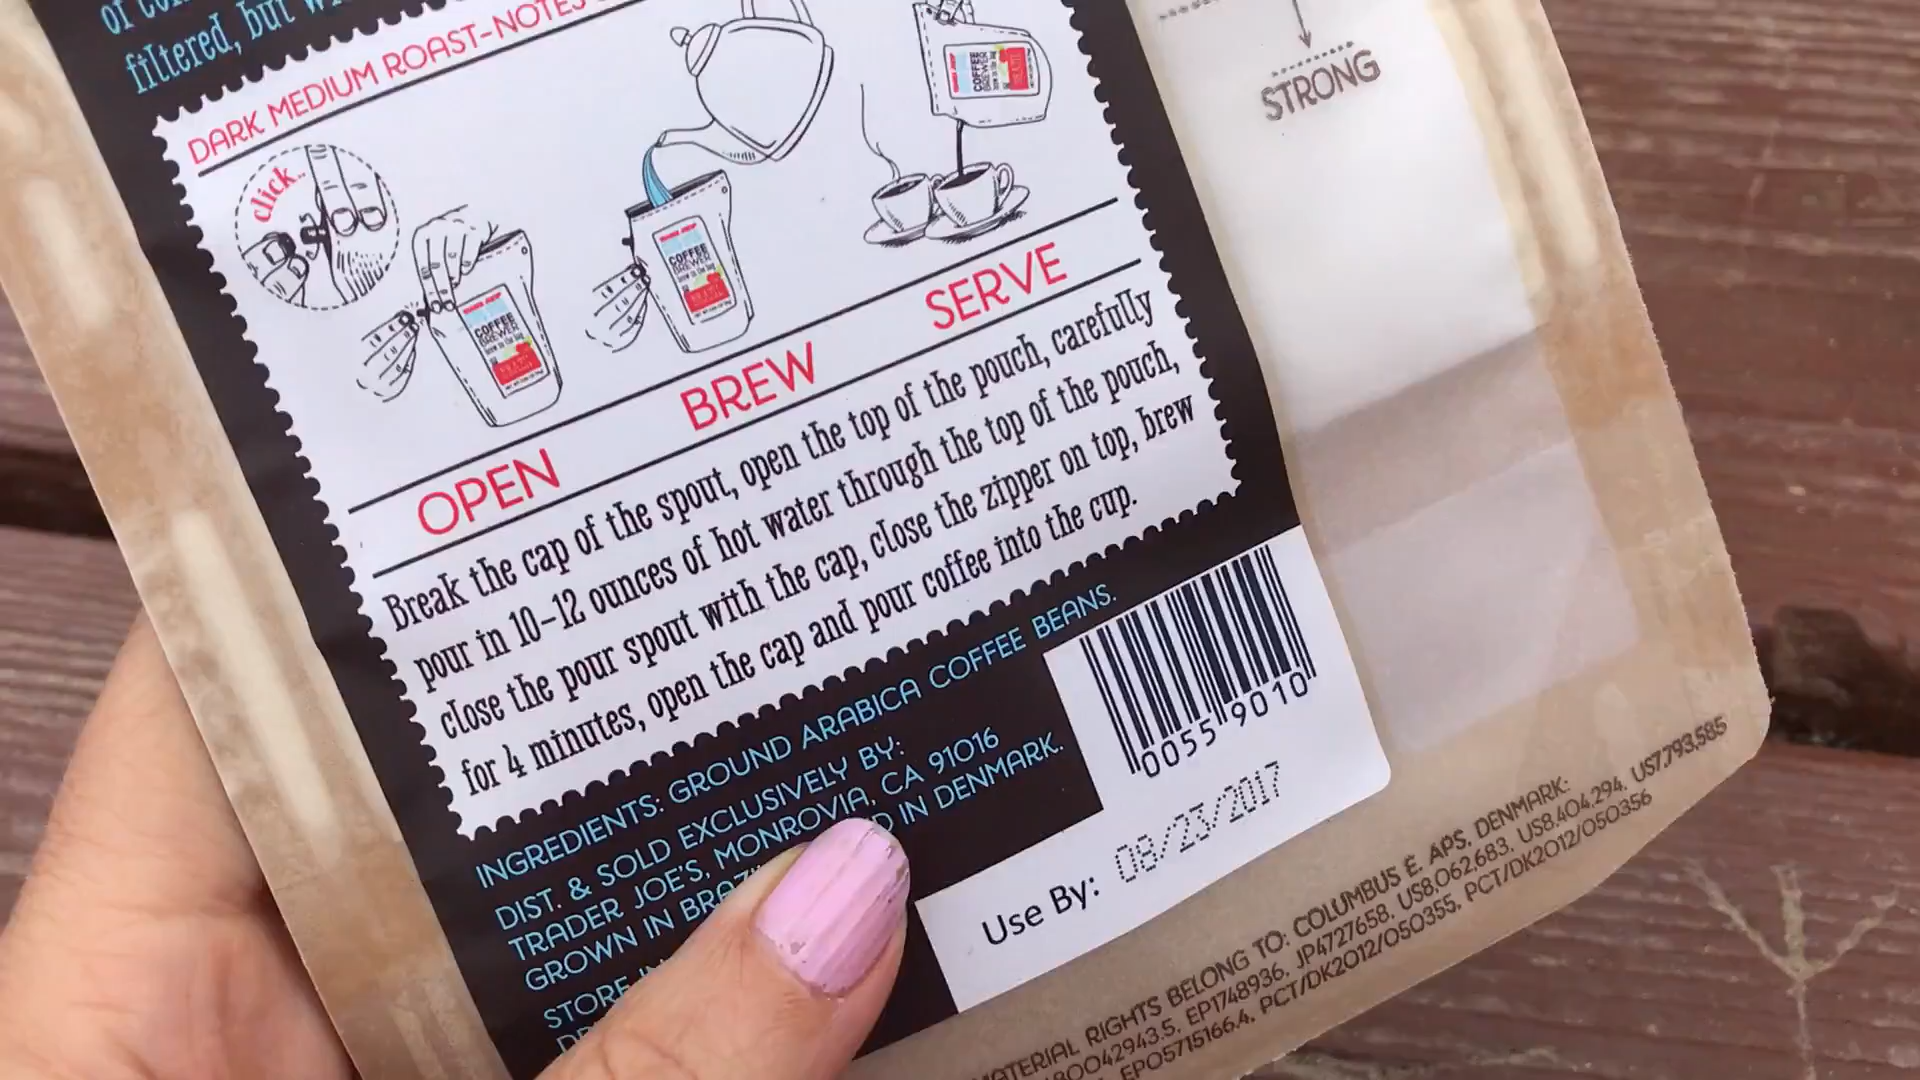 filtered, but
DARK MEDIUM ROAST-NOTES
click..
COFFEE
BREWER
COFFEE
BREWER
COFFEE
BREWER
OPEN
BREW
SERVE
Break the cap of the spout, open the top of the pouch, carefully
pour in 10-12 ounces of hot water through the top of the pouch,
close the pour spout with the cap, close the zipper on top, brew
for 4 minutes, open the cap and pour coffee into the cup.
INGREDIENTS: GROUND ARABICA COFFEE BEANS.
DIST. & SOLD EXCLUSIVELY BY:
TRADER JOE'S, MONROVIA, CA 91016
GROWN IN IN DENMARK.
0055 9010
Use By: 08/23/2017
STRONG
MATERIAL RIGHTS BELONG TO: COLUMBUS E. APS, DENMARK:
EP1748936, JP4727658, US8,062,683, US8,404,294, US7,793,585
PCT/DK2012/050355, PCT/DK2012/050356